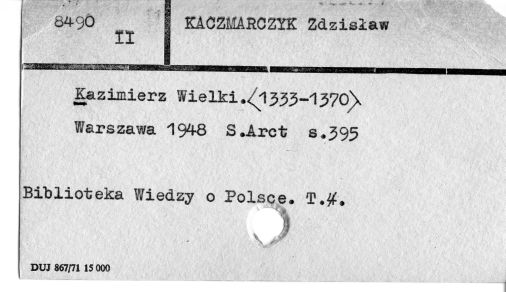 8490
II
KACZMARCZYK Zdzisław
Kazimierz Wielki.〈1333-1370〉
Warszawa 1948 S.Arct s.395
Biblioteka Wiedzy o Polsce. T.4.
DUJ 867/71 15 000